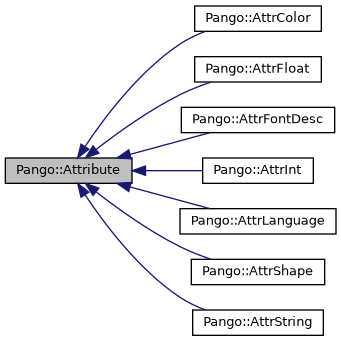 Pango::AttrColor
Pango::AttrFloat
Pango::AttrFontDesc
Pango::Attribute
Pango::AttrInt
Pango::AttrLanguage
Pango::AttrShape
Pango::AttrString